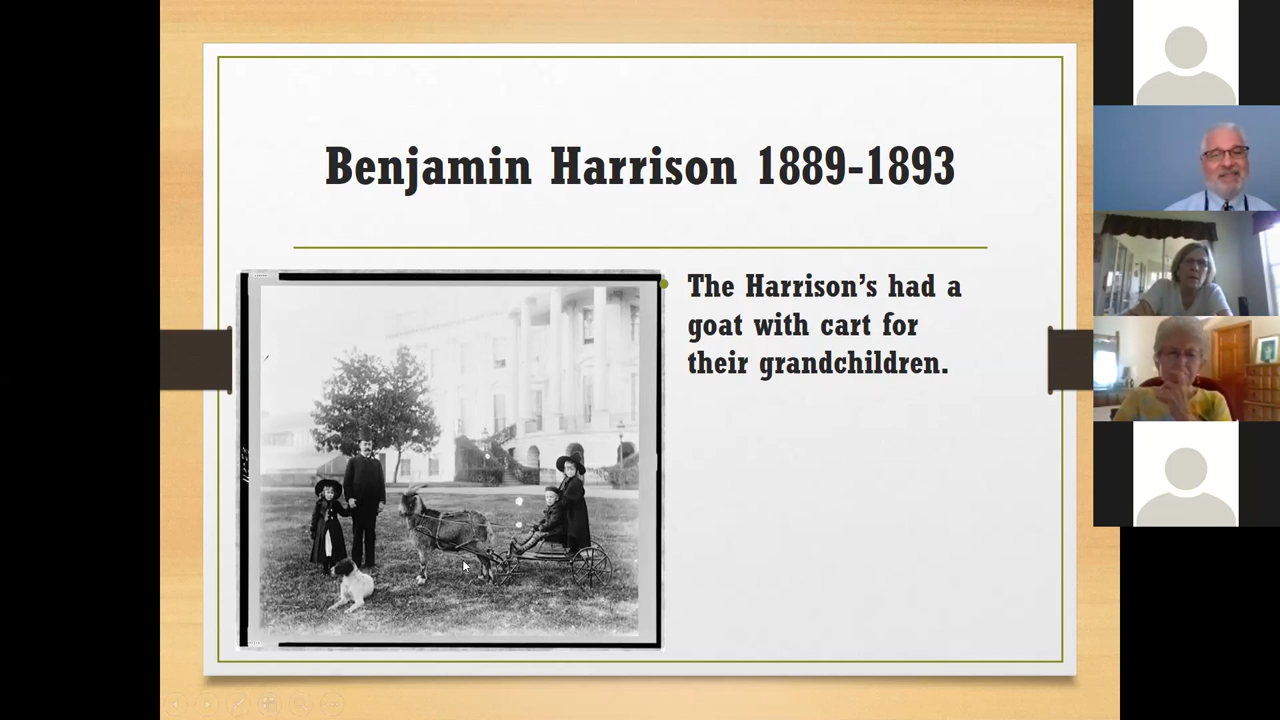 Benjamin Harrison 1889-1893
The Harrison’s had a
goat with cart for
their grandchildren.